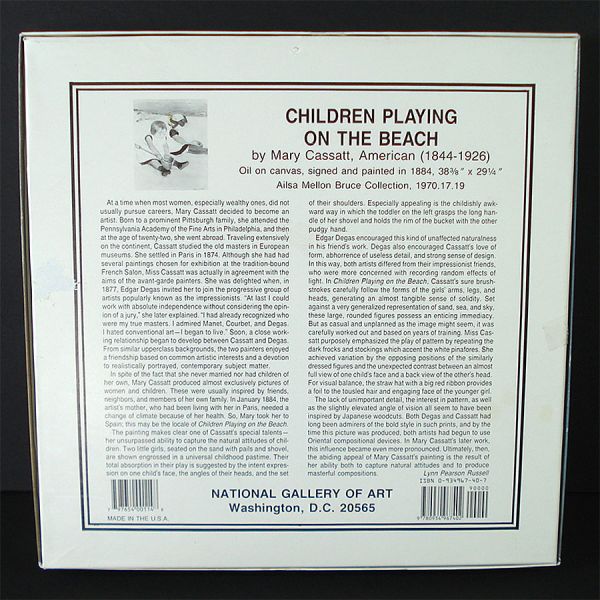 CHILDREN PLAYING
ON THE BEACH
by Mary Cassatt, American (1844-1926)
Oil on canvas, signed and painted in 1884, 38⅜" x 29¼"
Ailsa Mellon Bruce Collection, 1970.17.19
At a time when most women, especially wealthy ones, did not
usually pursue careers, Mary Cassatt decided to become an
artist. Born to a prominent Pittsburgh family, she attended the
Pennsylvania Academy of the Fine Arts in Philadelphia, and then
at the age of twenty-two, she went abroad. Traveling extensively
on the continent, Cassatt studied the old masters in European
museums. She settled in Paris in 1874. Although she had had
several paintings chosen for exhibition at the tradition-bound
French Salon, Miss Cassatt was actually in agreement with the
aims of the avant-garde painters. She was delighted when, in
1877, Edgar Degas invited her to join the progressive group of
artists popularly known as the impressionists. "At last I could
work with absolute independence without considering the opin-
ion of a jury," she later explained. "I had already recognized who
were my true masters. I admired Manet, Courbet, and Degas.
I hated conventional art—I began to live." Soon, a close work-
ing relationship began to develop between Cassatt and Degas.
From similar upperclass backgrounds, the two painters enjoyed
a friendship based on common artistic interests and a devotion
to realistically portrayed, contemporary subject matter.
In spite of the fact that she never married nor had children of
her own, Mary Cassatt produced almost exclusively pictures of
women and children. These were usually inspired by friends,
neighbors, and members of her own family. In January 1884, the
artist's mother, who had been living with her in Paris, needed a
change of climate because of her health. So, Mary took her to
Spain; this may be the locale of Children Playing on the Beach.
The painting makes clear one of Cassatt's special talents—
her unsurpassed ability to capture the natural attitudes of chil-
dren. Two little girls, seated on the sand with pails and shovel,
are shown engrossed in a universal childhood pastime. Their
total absorption in their play is suggested by the intent expres-
sion on one child's face, the angles of their heads, and the set
of their shoulders. Especially appealing is the childishly awk-
ward way in which the toddler on the left grasps the long han-
dle of her shovel and holds the rim of the bucket with the other
pudgy hand.
Edgar Degas encouraged this kind of unaffected naturalness
in his friend's work. Degas also encouraged Cassatt's love of
form, abhorrence of useless detail, and strong sense of design.
In this way, both artists differed from their impressionist friends,
who were more concerned with recording random effects of
light. In Children Playing on the Beach, Cassatt's sure brush-
strokes carefully follow the forms of the girls' arms, legs, and
heads, generating an almost tangible sense of solidity. Set
against a very generalized representation of sand, sea, and sky,
these large, rounded figures possess an enticing immediacy.
But as casual and unplanned as the image might seem, it was
carefully worked out and based on years of training. Miss Cas-
satt purposely emphasized the play of pattern by repeating the
dark frocks and stockings which accent the white pinafores. She
achieved variation by the opposing positions of the similarly
dressed figures and the unexpected contrast between an almost
full view of one child's face and a back view of the other's head.
For visual balance, the straw hat with a big red ribbon provides
a foil to the tousled hair and engaging face of the younger girl.
The lack of unimportant detail, the interest in pattern, as well
as the slightly elevated angle of vision all seem to have been
inspired by Japanese woodcuts. Both Degas and Cassatt had
long been admirers of the bold style in such prints, and by the
time this picture was produced, both artists had begun to use
Oriental compositional devices. In Mary Cassatt's later work,
this influence became even more pronounced. Ultimately, then,
the abiding appeal of Mary Cassatt's painting is the result of
her ability both to capture natural attitudes and to produce
masterful compositions.
Lynn Pearson Russell
ISBN 0-934967-40-7
90000
9 780934 967402
MADE IN THE U.S.A.
NATIONAL GALLERY OF ART
Washington, D.C. 20565